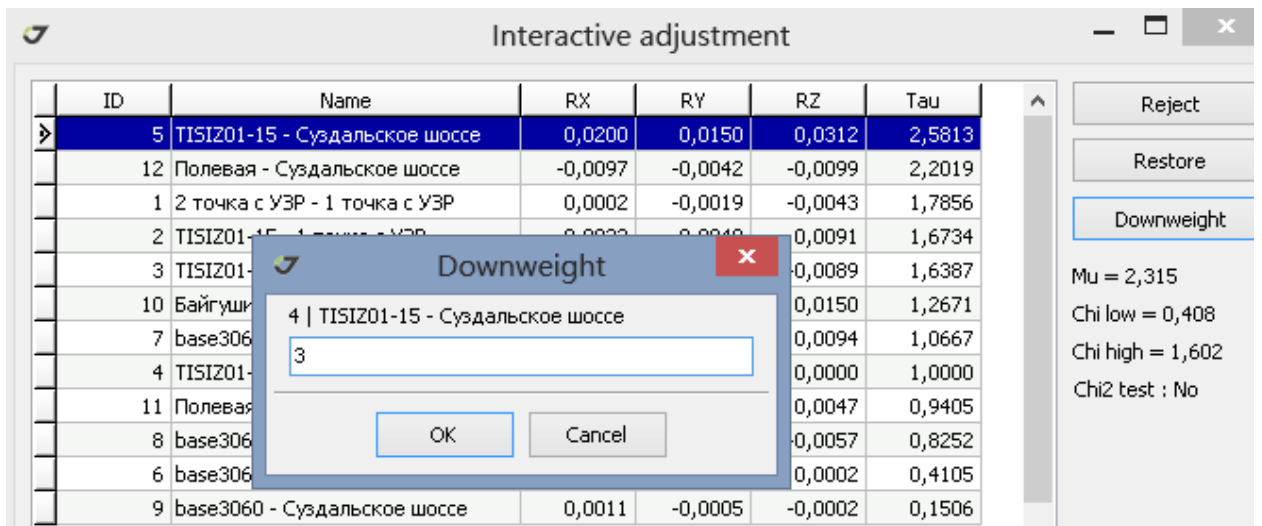 Interactive adjustment
ID Name RX RY RZ Tau
Reject
5 TISIZ01-15 - Суздальское шоссе 0,0200 0,0150 0,0312 2,5813
Restore
12 Полевая - Суздальское шоссе -0,0097 -0,0042 -0,0099 2,2019
1 2 точка с УЗР - 1 точка с УЗР 0,0002 -0,0019 -0,0043 1,7856
Downweight
2 TISIZ01-15 - 1 точка с УЗР 0,0091 1,6734
3 TISIZ01- 0,0089 1,6387
10 Байгуши 0,0150 1,2671
7 base306 0,0094 1,0667
4 TISIZ01- 0,0000 1,0000
11 Полевая 0,0047 0,9405
8 base306 0,0057 0,8252
6 base306 0,0002 0,4105
9 base3060 - Суздальское шоссе 0,0011 -0,0005 -0,0002 0,1506
Mu = 2,315
Chi low = 0,408
Chi high = 1,602
Chi2 test : No
Downweight
4 | TISIZ01-15 - Суздальское шоссе
3
OK Cancel